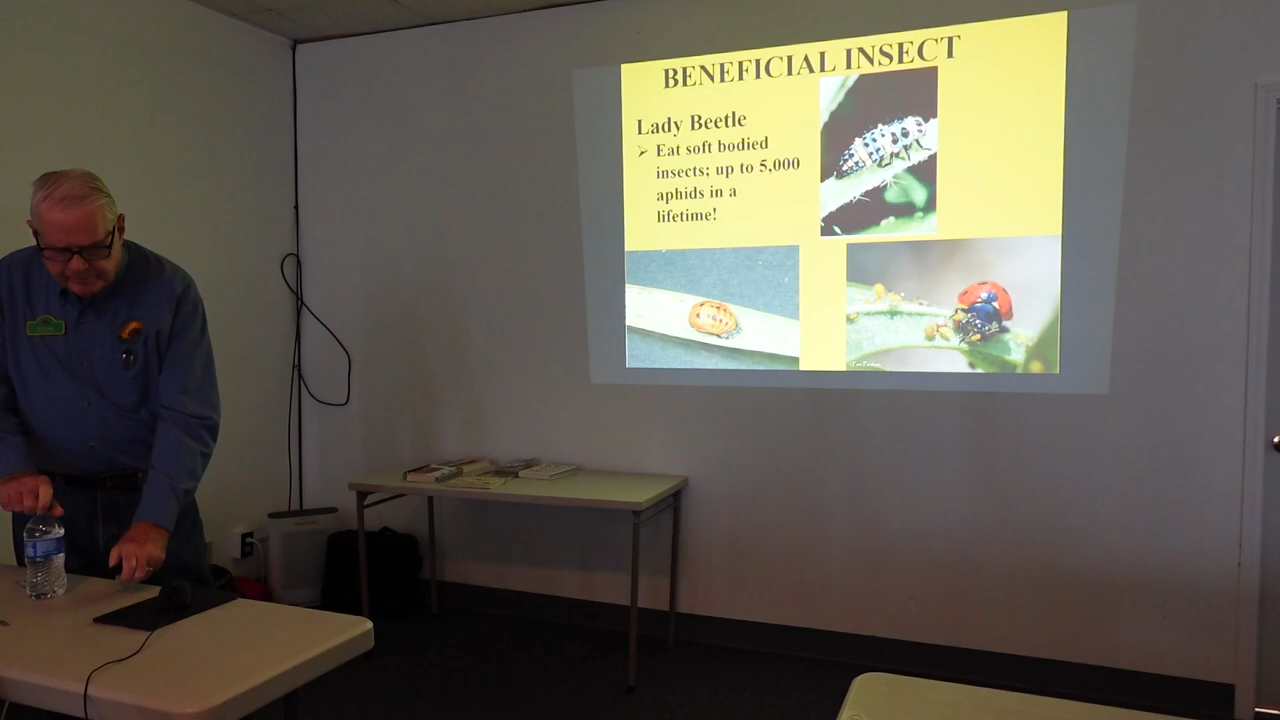 BENEFICIAL INSECT
Lady Beetle
➢ Eat soft bodied
insects; up to 5,000
aphids in a
lifetime!